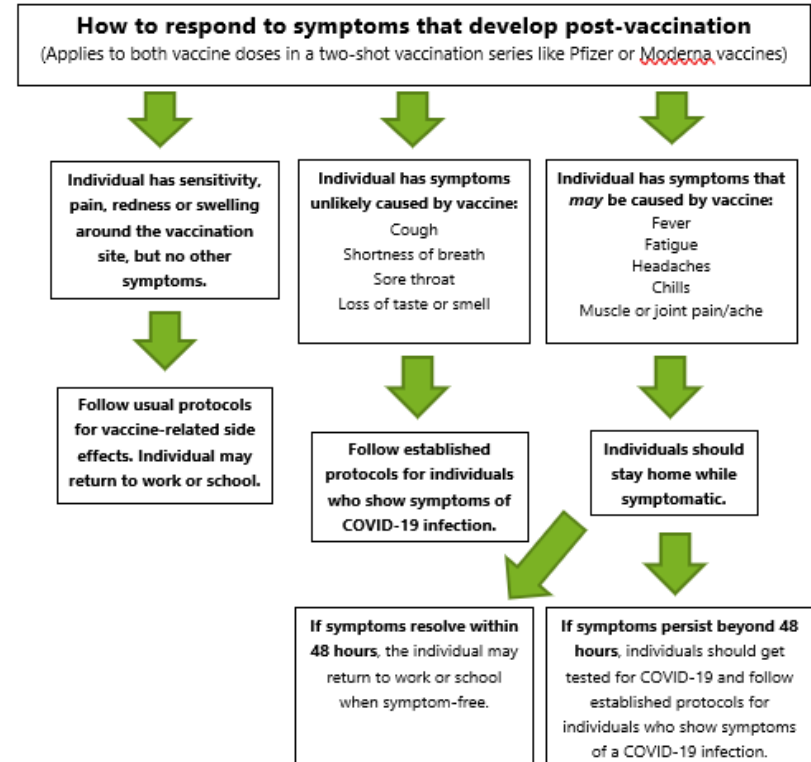 How to respond to symptoms that develop post-vaccination
(Applies to both vaccine doses in a two-shot vaccination series like Pfizer or Moderna vaccines)
Individual has sensitivity,
pain, redness or swelling
around the vaccination
site, but no other
symptoms.
Follow usual protocols
for vaccine-related side
effects. Individual may
return to work or school.
Individual has symptoms
unlikely caused by vaccine:
Cough
Shortness of breath
Sore throat
Loss of taste or smell
Follow established
protocols for individuals
who show symptoms of
COVID-19 infection.
Individual has symptoms that
may be caused by vaccine:
Fever
Fatigue
Headaches
Chills
Muscle or joint pain/ache
Individuals should
stay home while
symptomatic.
If symptoms resolve within
48 hours, the individual may
return to work or school
when symptom-free.
If symptoms persist beyond 48
hours, individuals should get
tested for COVID-19 and follow
established protocols for
individuals who show symptoms
of a COVID-19 infection.